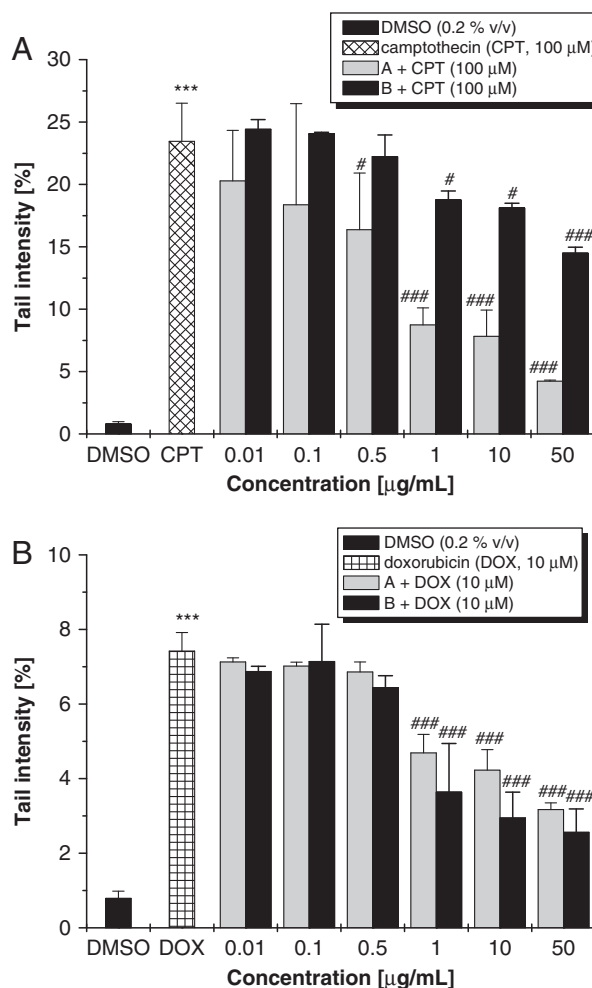 A
DMSO (0.2 % v/v)
camptothecin (CPT, 100 μM)
A + CPT (100 μM)
B + CPT (100 μM)
Tail intensity [%]
30
25
20
15
10
5
0
***
#
###
#
###
#
###
###
DMSO CPT 0.01 0.1 0.5 1 10 50
Concentration [μg/mL]
B
DMSO (0.2 % v/v)
doxorubicin (DOX, 10 μM)
A + DOX (10 μM)
B + DOX (10 μM)
Tail intensity [%]
10
8
6
4
2
0
***
###
###
###
###
###
###
DMSO DOX 0.01 0.1 0.5 1 10 50
Concentration [μg/mL]